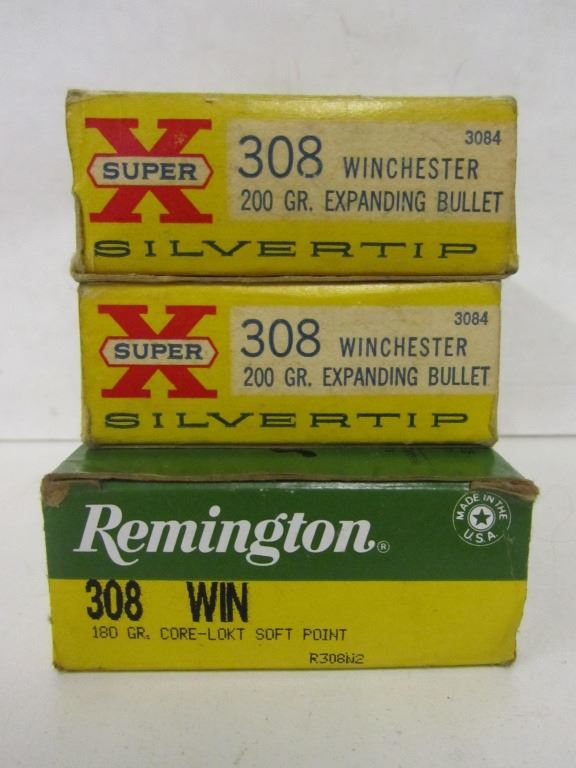 3084
X
SUPER
308 WINCHESTER
200 GR. EXPANDING BULLET
SILVERTIP
3084
X
SUPER
308 WINCHESTER
200 GR. EXPANDING BULLET
SILVERTIP
Remington®
MADE IN THE
U.S.A.
308 WIN
180 GR. CORE-LOKT SOFT POINT
R308W2